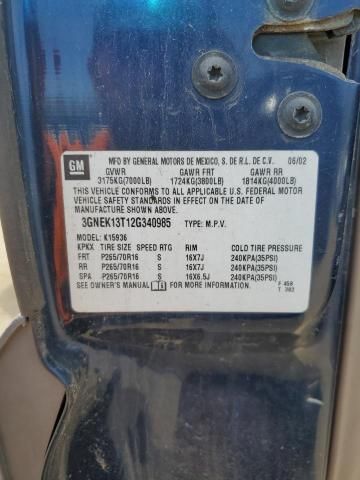 GM
MFD BY GENERAL MOTORS DE MEXICO, S. DE R.L. DE C.V. 06/02
GVWR GAWR FRT GAWR RR
3175KG(7000LB) 1724KG(3800LB) 1814KG(4000LB)
THIS VEHICLE CONFORMS TO ALL APPLICABLE U.S. FEDERAL MOTOR
VEHICLE SAFETY STANDARDS IN EFFECT ON THE DATE OF
MANUFACTURE SHOWN ABOVE.
3GNEK13T12G340985 TYPE: M.P.V.
MODEL: K15936
KPKX TIRE SIZE SPEED RTG RIM COLD TIRE PRESSURE
FRT P265/70R16 S 16X7J 240KPA(35PSI)
RR P265/70R16 S 16X7J 240KPA(35PSI)
SPA P265/70R16 S 16X6.5J 240KPA(35PSI)
SEE OWNER'S MANUAL FOR MORE INFORMATION
F 450
T 302